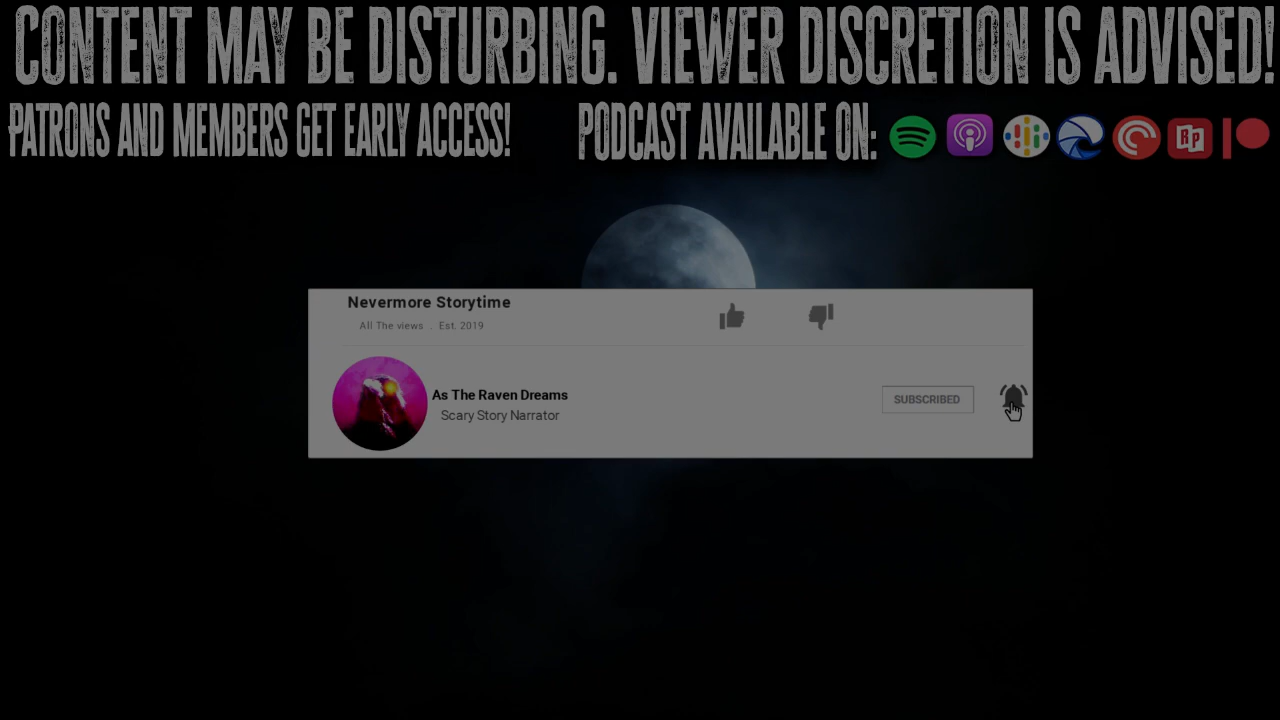 CONTENT MAY BE DISTURBING. VIEWER DISCRETION IS ADVISED!
PATRONS AND MEMBERS GET EARLY ACCESS! PODCAST AVAILABLE ON:
RP
Nevermore Storytime
All The views . Est. 2019
As The Raven Dreams
Scary Story Narrator
SUBSCRIBED